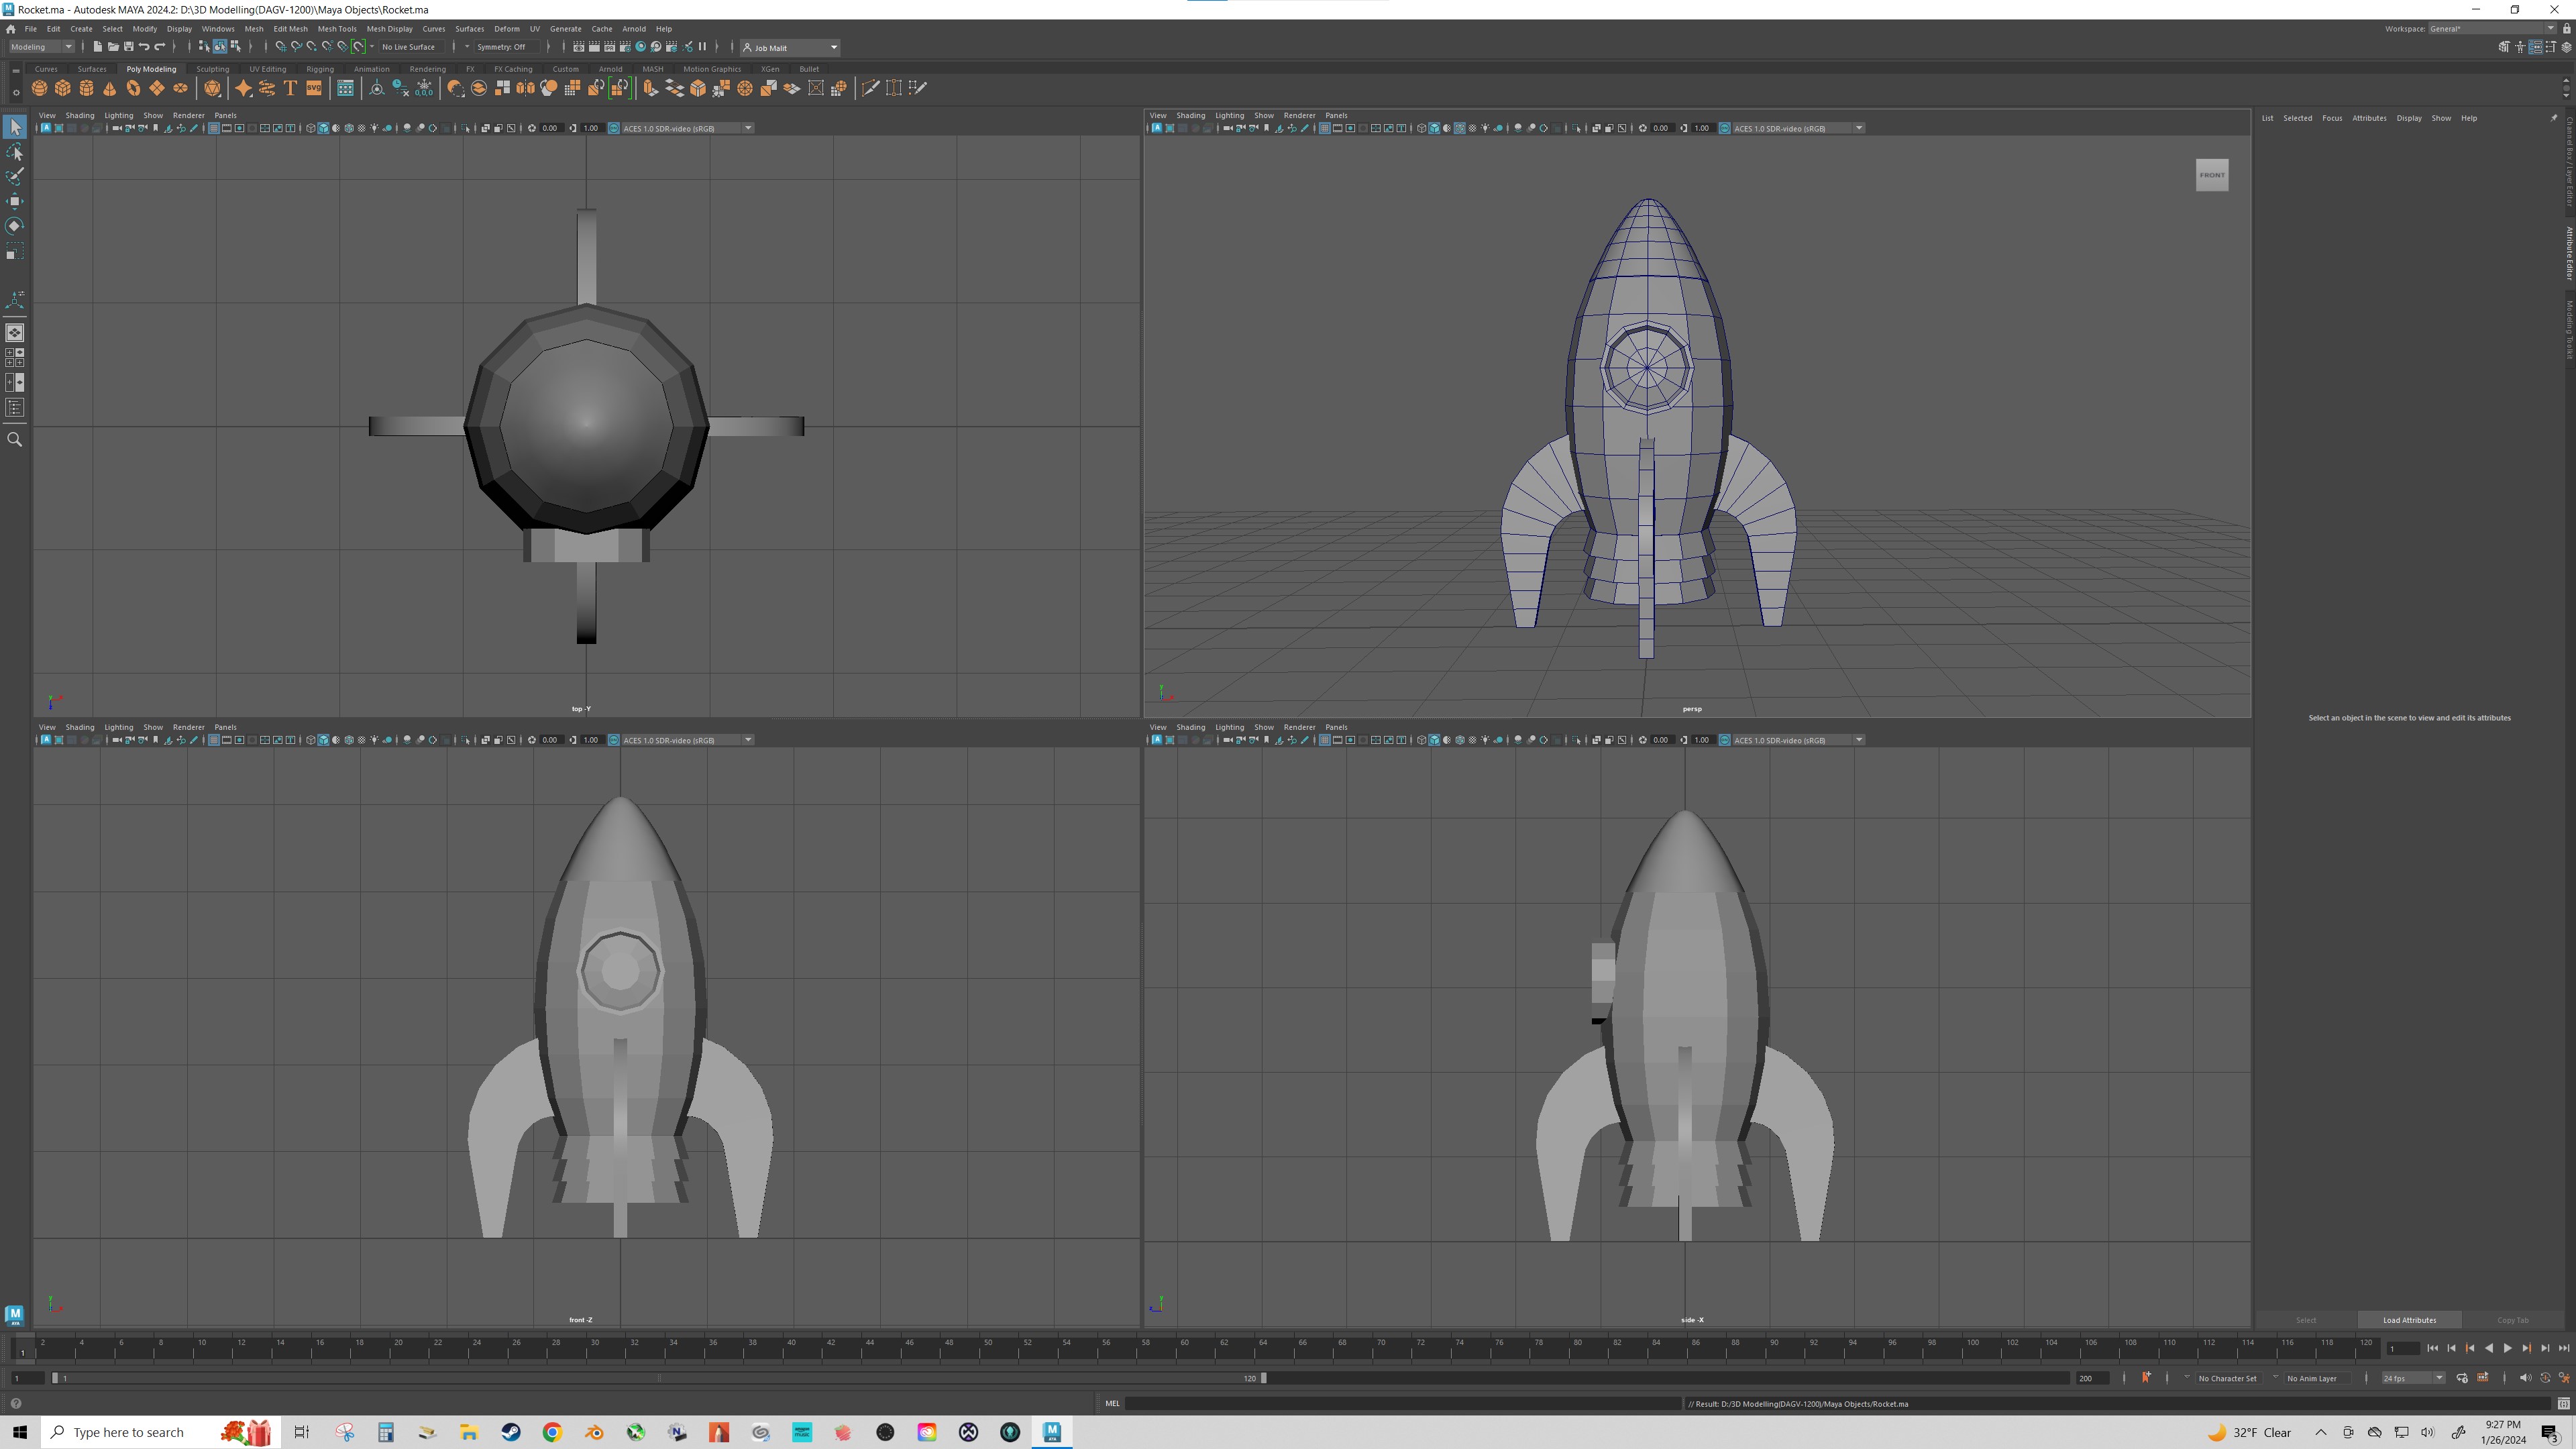 Rocket.ma - Autodesk MAYA 2024.2: D:\3D Modelling(DAGV-1200)\Maya Objects\Rocket.ma
File Edit Create Select Modify Display Windows Mesh Edit Mesh Mesh Tools Mesh Display Curves Surfaces Deform UV Generate Cache Arnold Help
Workspace: General*
Modeling
No Live Surface
Symmetry: Off
Job Malit
Curves Surfaces Poly Modeling Sculpting UV Editing Rigging Animation Rendering FX FX Caching Custom Arnold MASH Motion Graphics XGen Bullet
T SVG 0,0,0
View Shading Lighting Show Renderer Panels
0.00 1.00 ACES 1.0 SDR-video (sRGB)
top -Y
View Shading Lighting Show Renderer Panels
0.00 1.00 ACES 1.0 SDR-video (sRGB)
FRONT
persp
List Selected Focus Attributes Display Show Help
Channel Box / Layer Editor
Attribute Editor
Modeling Toolkit
Select an object in the scene to view and edit its attributes
View Shading Lighting Show Renderer Panels
0.00 1.00 ACES 1.0 SDR-video (sRGB)
front -Z
View Shading Lighting Show Renderer Panels
0.00 1.00 ACES 1.0 SDR-video (sRGB)
side -X
Select Load Attributes Copy Tab
1 2 4 6 8 10 12 14 16 18 20 22 24 26 28 30 32 34 36 38 40 42 44 46 48 50 52 54 56 58 60 62 64 66 68 70 72 74 76 78 80 82 84 86 88 90 92 94 96 98 100 102 104 106 108 110 112 114 116 118 120
1
1 1 120 200 No Character Set No Anim Layer 24 fps
MEL
// Result: D:/3D Modelling(DAGV-1200)/Maya Objects/Rocket.ma
Type here to search
32°F Clear
9:27 PM
1/26/2024
3